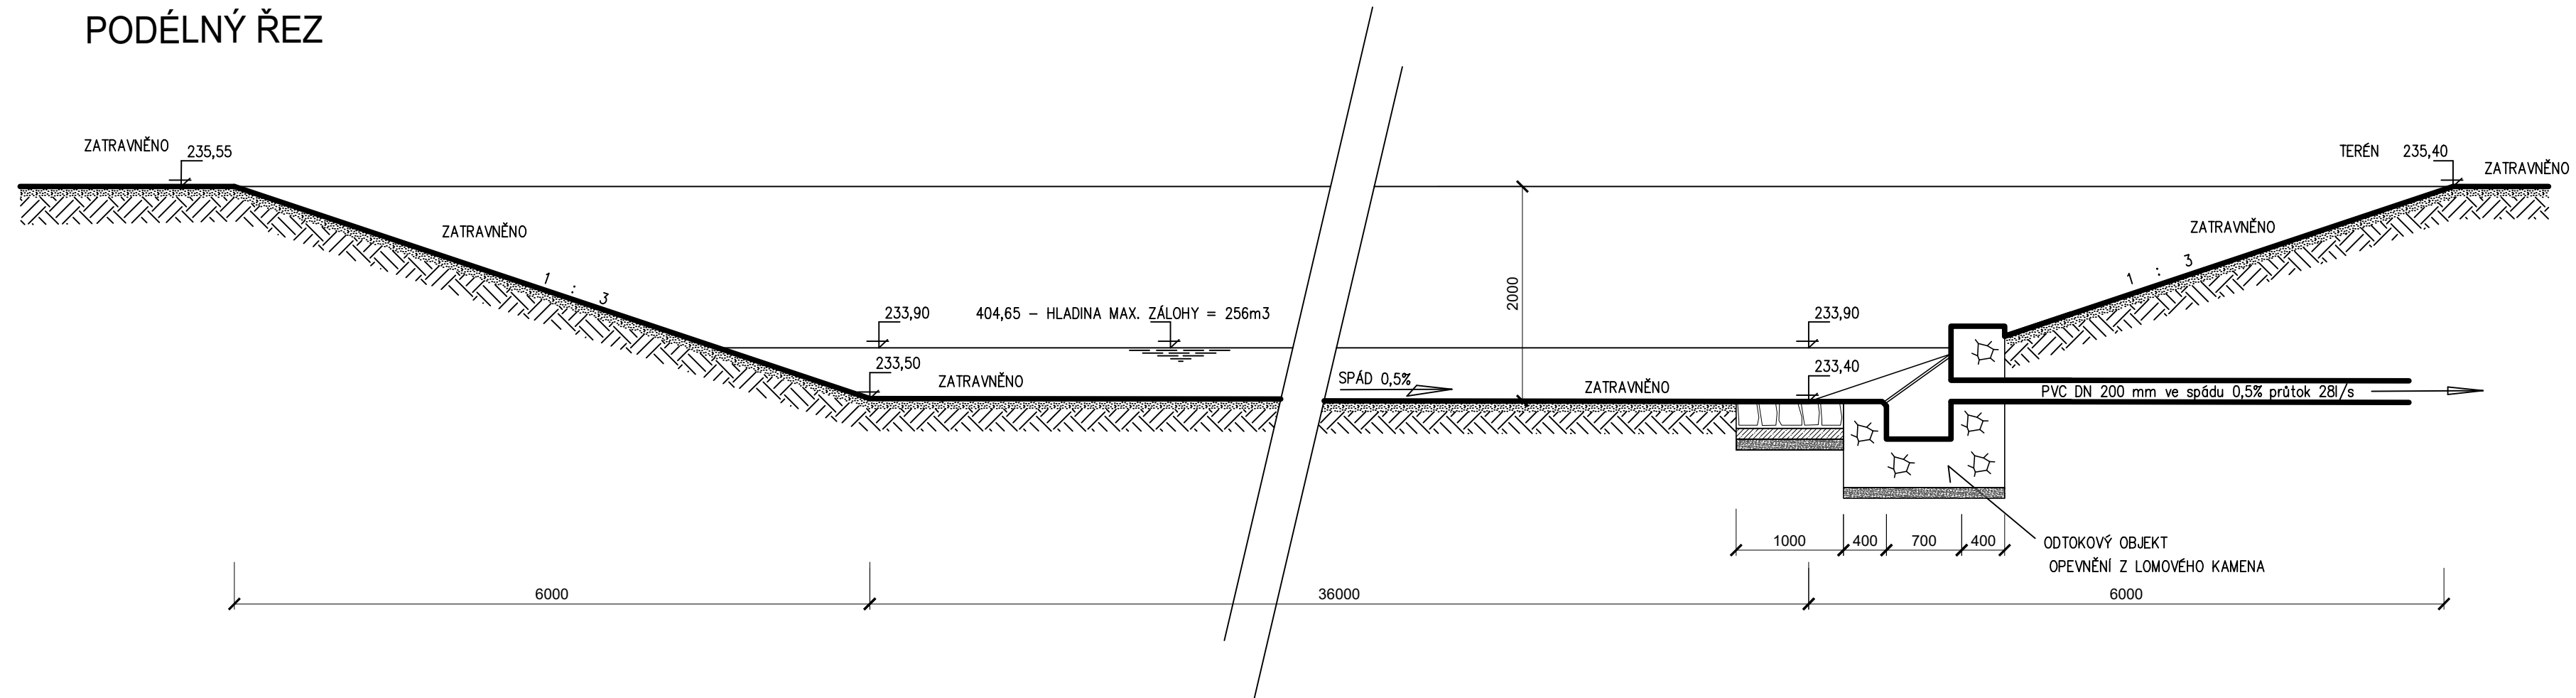 PODÉLNÝ ŘEZ
ZATRAVNĚNO
235,55
TERÉN 235,40
ZATRAVNĚNO
ZATRAVNĚNO
ZATRAVNĚNO
1 : 3
1 : 3
2000
233,90
404,65 – HLADINA MAX. ZÁLOHY = 256m3
233,90
233,50
ZATRAVNĚNO
SPÁD 0,5%
ZATRAVNĚNO
233,40
PVC DN 200 mm ve spádu 0,5% průtok 28l/s
1000
400
700
400
ODTOKOVÝ OBJEKT
OPEVNĚNÍ Z LOMOVÉHO KAMENA
6000
36000
6000